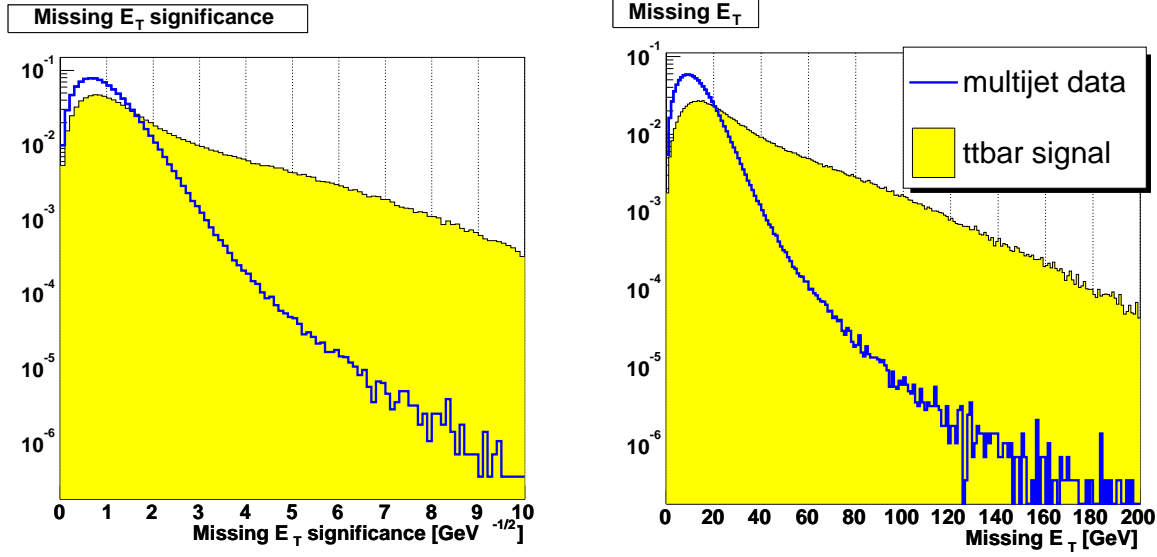 Missing E_T significance
10^-1
10^-2
10^-3
10^-4
10^-5
10^-6
0 1 2 3 4 5 6 7 8 9 10
Missing E_T significance [GeV^-1/2]
Missing E_T
multijet data
ttbar signal
10^-1
10^-2
10^-3
10^-4
10^-5
10^-6
0 20 40 60 80 100 120 140 160 180 200
Missing E_T [GeV]